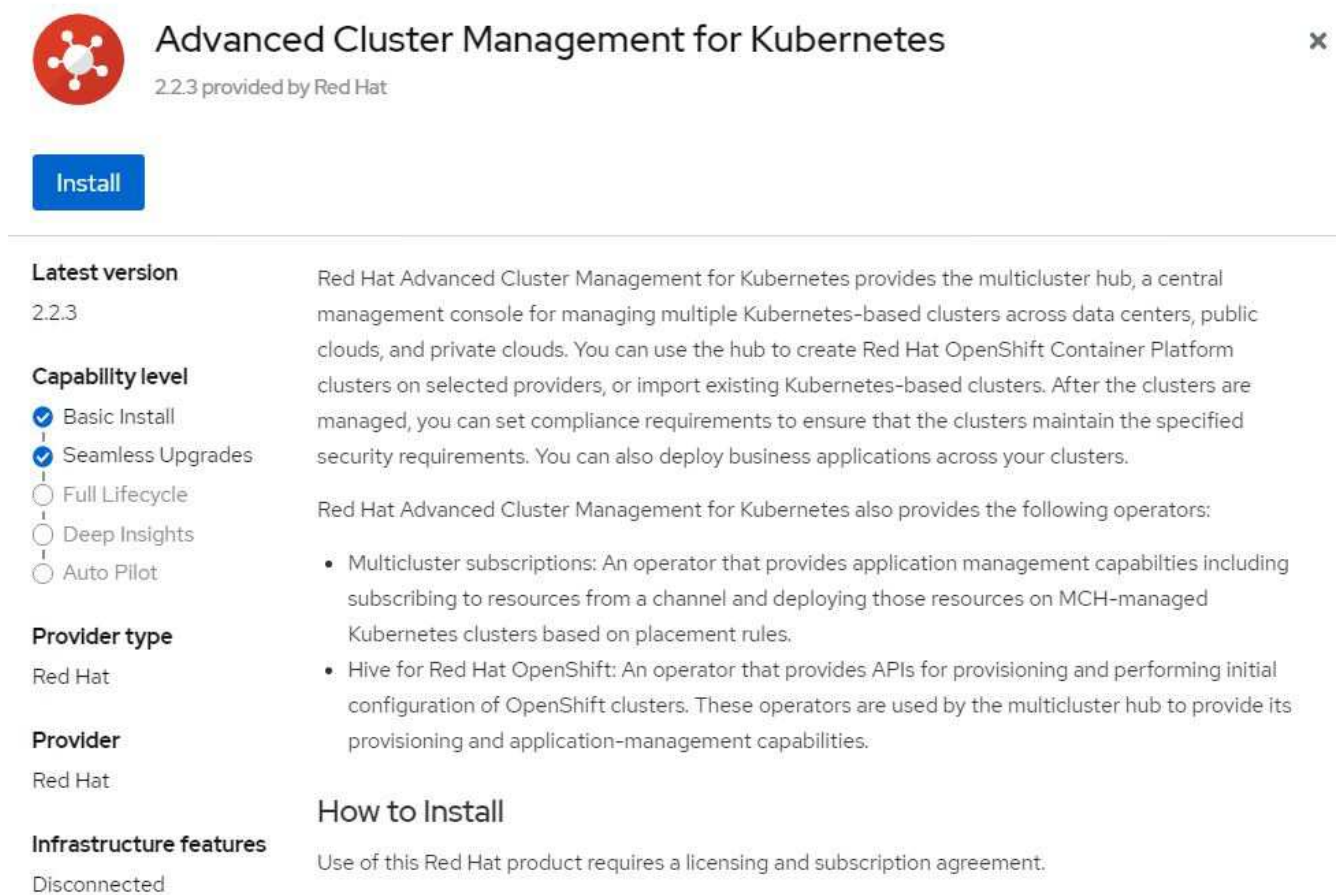 Advanced Cluster Management for Kubernetes
2.2.3 provided by Red Hat
Install
Latest version
2.2.3
Capability level
Basic Install
Seamless Upgrades
Full Lifecycle
Deep Insights
Auto Pilot
Provider type
Red Hat
Provider
Red Hat
Infrastructure features
Disconnected
Red Hat Advanced Cluster Management for Kubernetes provides the multicluster hub, a central
management console for managing multiple Kubernetes-based clusters across data centers, public
clouds, and private clouds. You can use the hub to create Red Hat OpenShift Container Platform
clusters on selected providers, or import existing Kubernetes-based clusters. After the clusters are
managed, you can set compliance requirements to ensure that the clusters maintain the specified
security requirements. You can also deploy business applications across your clusters.
Red Hat Advanced Cluster Management for Kubernetes also provides the following operators:
• Multicluster subscriptions: An operator that provides application management capabilties including
subscribing to resources from a channel and deploying those resources on MCH-managed
Kubernetes clusters based on placement rules.
• Hive for Red Hat OpenShift: An operator that provides APIs for provisioning and performing initial
configuration of OpenShift clusters. These operators are used by the multicluster hub to provide its
provisioning and application-management capabilities.
How to Install
Use of this Red Hat product requires a licensing and subscription agreement.